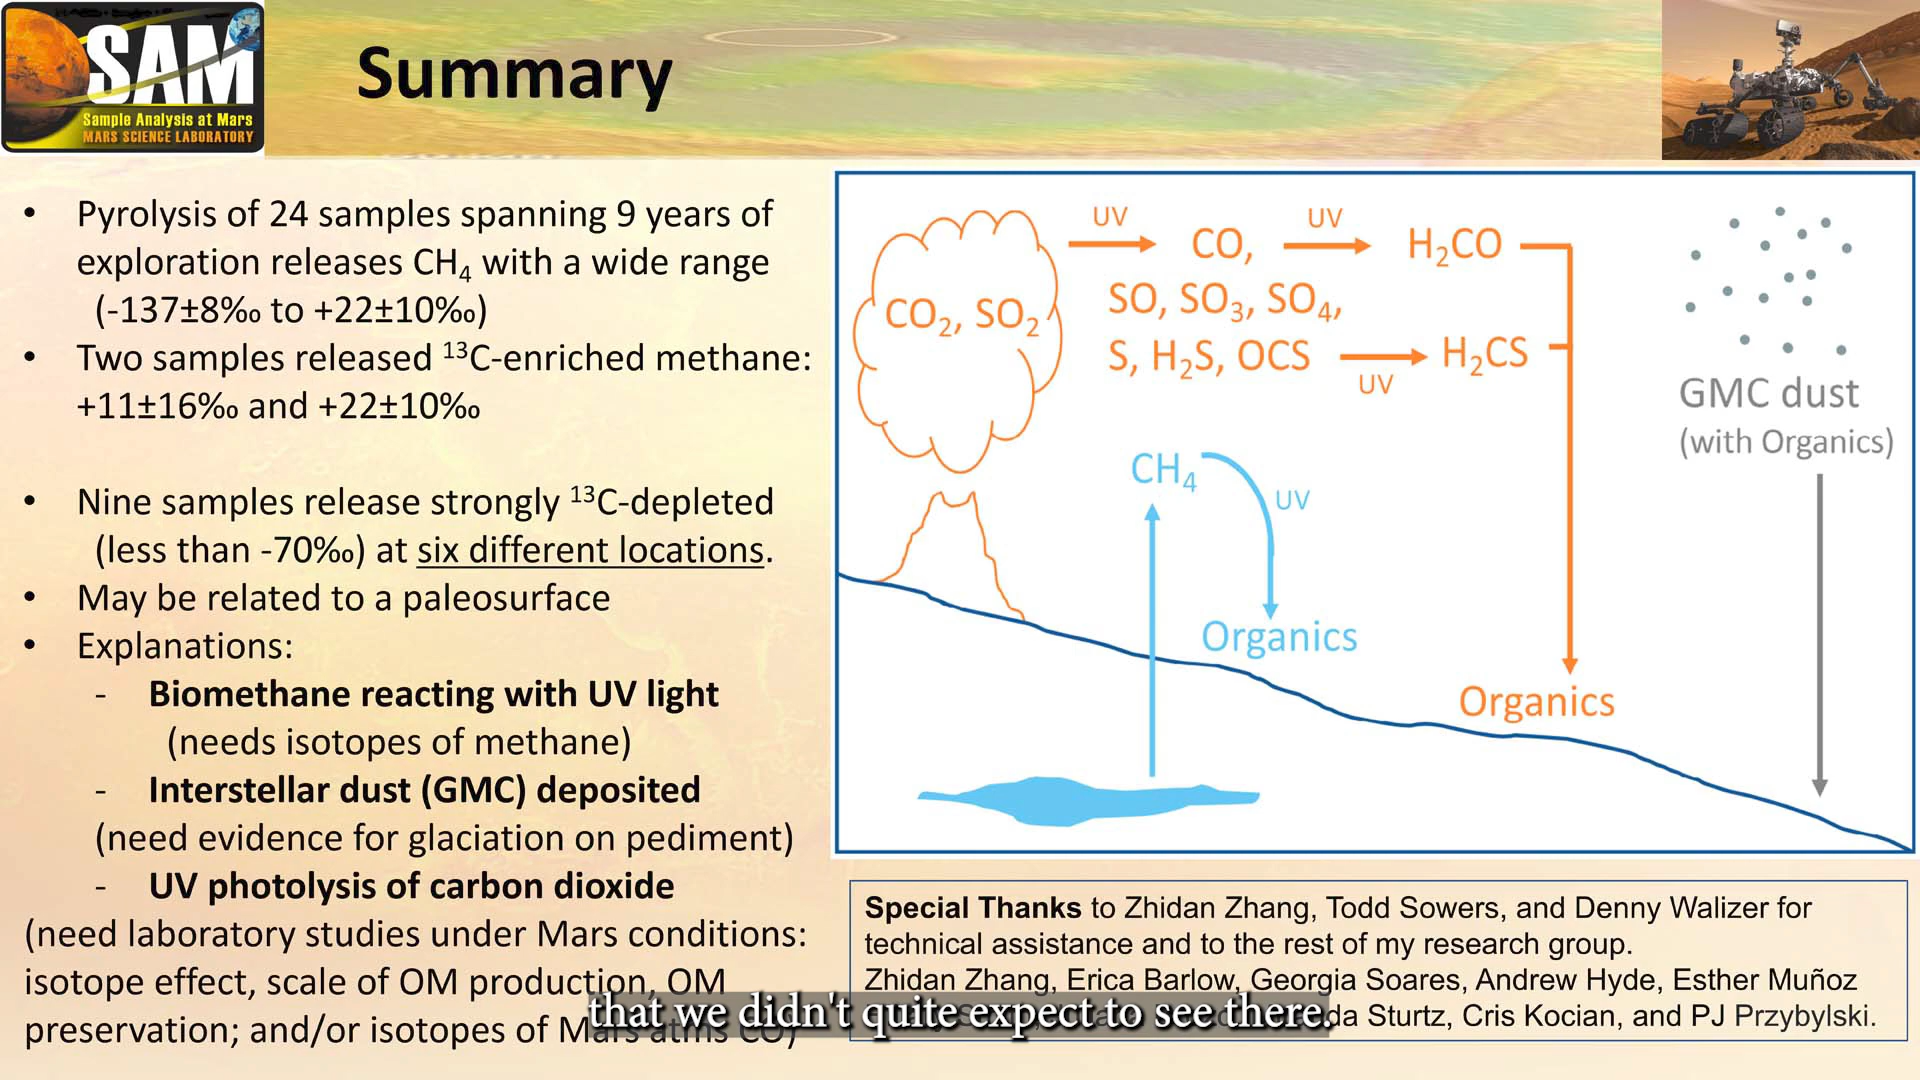 SAM
Sample Analysis at Mars
MARS SCIENCE LABORATORY
Summary
• Pyrolysis of 24 samples spanning 9 years of
exploration releases CH₄ with a wide range
(-137±8‰ to +22±10‰)
• Two samples released ¹³C-enriched methane:
+11±16‰ and +22±10‰
• Nine samples release strongly ¹³C-depleted
(less than -70‰) at six different locations.
• May be related to a paleosurface
• Explanations:
- Biomethane reacting with UV light
(needs isotopes of methane)
- Interstellar dust (GMC) deposited
(need evidence for glaciation on pediment)
- UV photolysis of carbon dioxide
(need laboratory studies under Mars conditions:
isotope effect, scale of OM production, OM
preservation; and/or isotopes of Mars atms CO)
CO₂, SO₂
UV
CO,
UV
H₂CO
SO, SO₃, SO₄,
S, H₂S, OCS
UV
H₂CS
CH₄
UV
Organics
Organics
GMC dust
(with Organics)
Special Thanks to Zhidan Zhang, Todd Sowers, and Denny Walizer for
technical assistance and to the rest of my research group.
Zhidan Zhang, Erica Barlow, Georgia Soares, Andrew Hyde, Esther Muñoz
Sturtz, Cris Kocian, and PJ Przybylski.
that we didn't quite expect to see there.